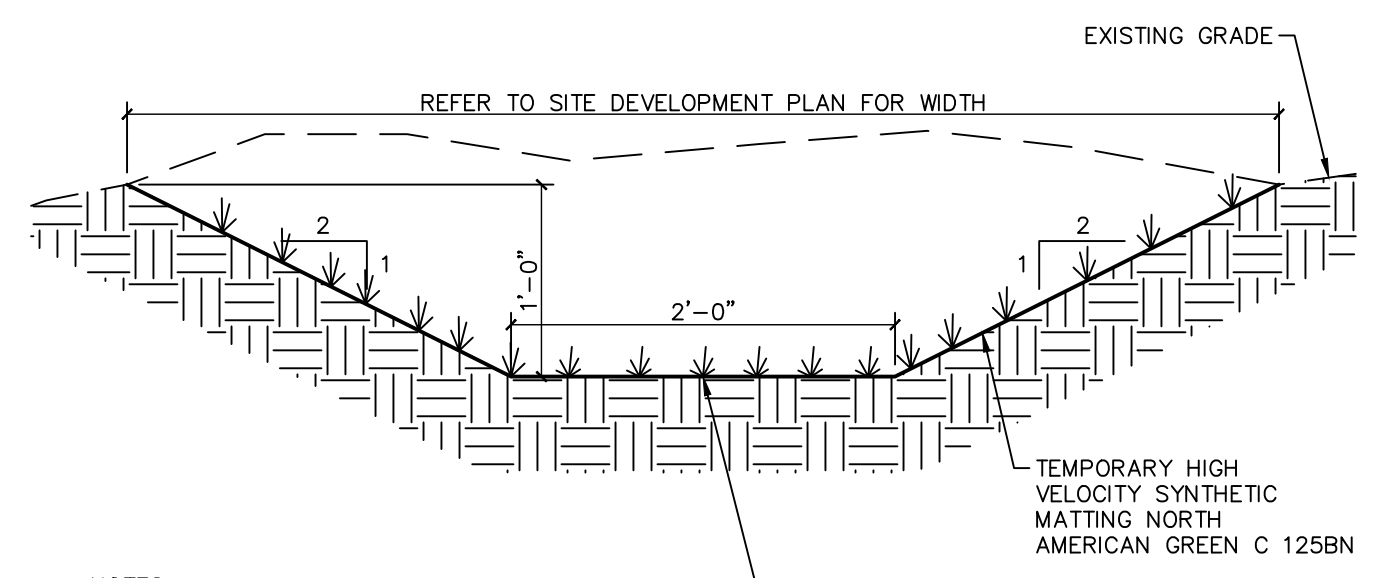 EXISTING GRADE
REFER TO SITE DEVELOPMENT PLAN FOR WIDTH
2
1
1'-0"
2'-0"
2
1
TEMPORARY HIGH
VELOCITY SYNTHETIC
MATTING NORTH
AMERICAN GREEN C 125BN